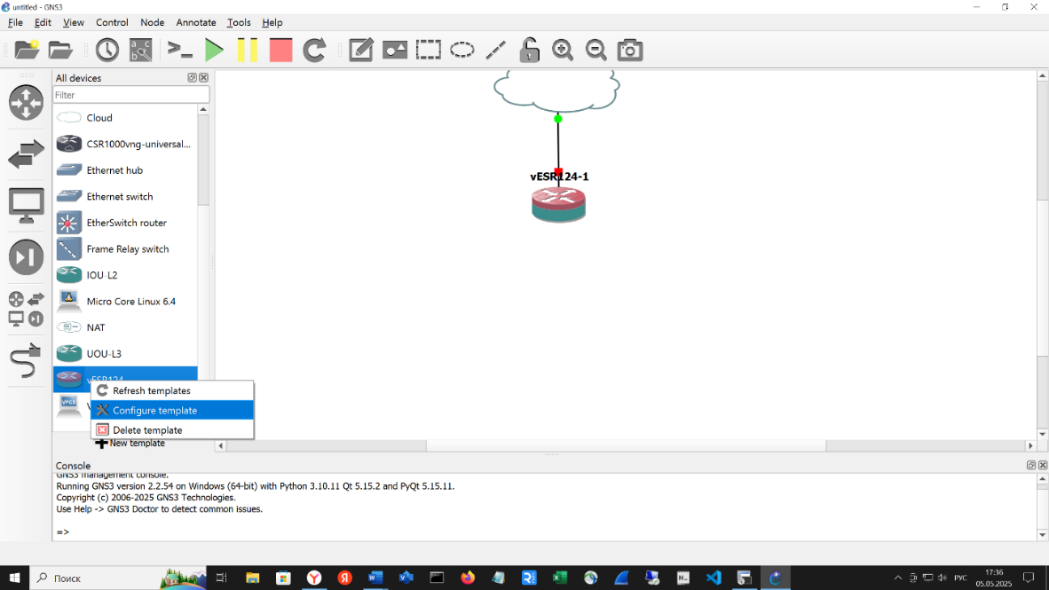 untitled - GNS3
File Edit View Control Node Annotate Tools Help
All devices
Filter
Cloud
CSR1000vng-universal...
Ethernet hub
Ethernet switch
EtherSwitch router
Frame Relay switch
IOU-L2
Micro Core Linux 6.4
NAT
UOU-L3
vESR124
Refresh templates
Configure template
Delete template
New template
vESR124-1
Console
GNS3 management console.
Running GNS3 version 2.2.54 on Windows (64-bit) with Python 3.10.11 Qt 5.15.2 and PyQt 5.15.11.
Copyright (c) 2006-2025 GNS3 Technologies.
Use Help -> GNS3 Doctor to detect common issues.
=>
Поиск
РУС
17:36
05.05.2025